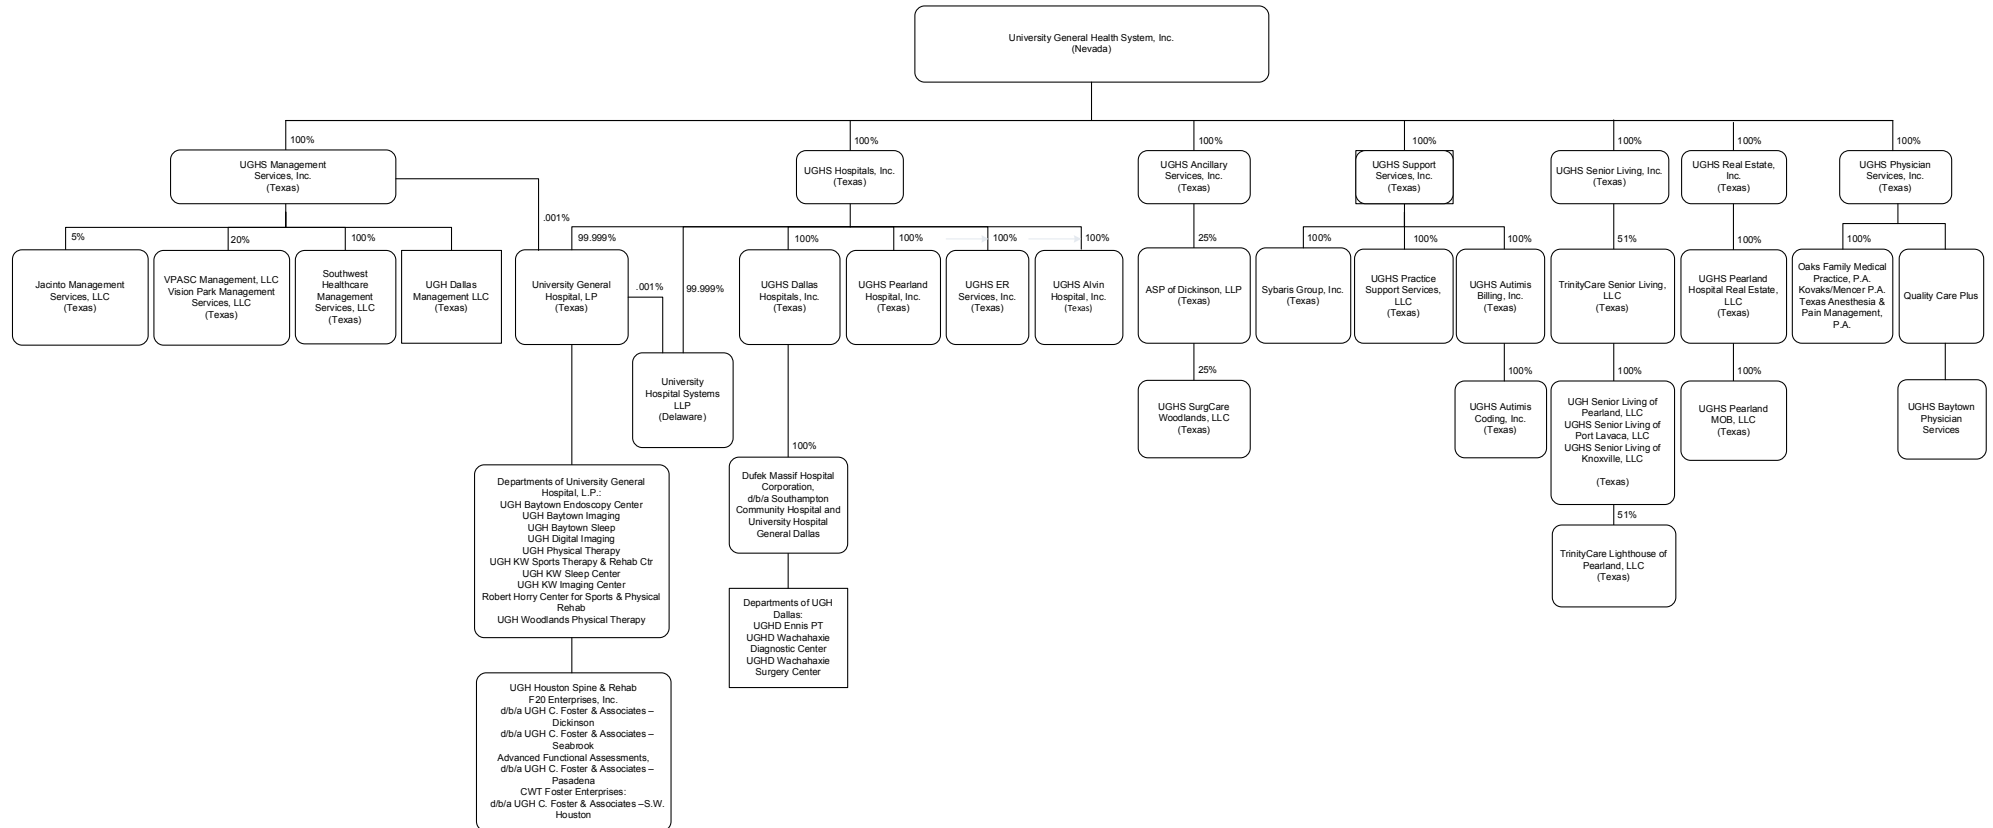 University General Health System, Inc.
(Nevada)
100%
100%
100%
100%
100%
100%
100%
UGHS Management
Services, Inc.
(Texas)
UGHS Hospitals, Inc.
(Texas)
UGHS Ancillary
Services, Inc.
(Texas)
UGHS Support
Services, Inc.
(Texas)
UGHS Senior Living, Inc.
(Texas)
UGHS Real Estate,
Inc.
(Texas)
UGHS Physician
Services, Inc.
(Texas)
5%
20%
100%
.001%
99.999%
.001%
99.999%
100%
100%
100%
100%
25%
100%
100%
100%
51%
100%
100%
Jacinto Management
Services, LLC
(Texas)
VPASC Management, LLC
Vision Park Management
Services, LLC
(Texas)
Southwest
Healthcare
Management
Services, LLC
(Texas)
UGH Dallas
Management LLC
(Texas)
University General
Hospital, LP
(Texas)
UGHS Dallas
Hospitals, Inc.
(Texas)
UGHS Pearland
Hospital, Inc.
(Texas)
UGHS ER
Services, Inc.
(Texas)
UGHS Alvin
Hospital, Inc.
(Texas)
ASP of Dickinson, LLP
(Texas)
Sybaris Group, Inc.
(Texas)
UGHS Practice
Support Services,
LLC
(Texas)
UGHS Autimis
Billing, Inc.
(Texas)
TrinityCare Senior Living,
LLC
(Texas)
UGHS Pearland
Hospital Real Estate,
LLC
(Texas)
Oaks Family Medical
Practice, P.A.
Kovaks/Mencer P.A.
Texas Anesthesia &
Pain Management,
P.A.
Quality Care Plus
University
Hospital Systems
LLP
(Delaware)
25%
100%
100%
100%
UGHS SurgCare
Woodlands, LLC
(Texas)
UGHS Autimis
Coding, Inc.
(Texas)
UGH Senior Living of
Pearland, LLC
UGHS Senior Living of
Port Lavaca, LLC
UGHS Senior Living of
Knoxville, LLC
(Texas)
UGHS Pearland
MOB, LLC
(Texas)
UGHS Baytown
Physician
Services
100%
Departments of University General
Hospital, L.P.:
UGH Baytown Endoscopy Center
UGH Baytown Imaging
UGH Baytown Sleep
UGH Digital Imaging
UGH Physical Therapy
UGH KW Sports Therapy & Rehab Ctr
UGH KW Sleep Center
UGH KW Imaging Center
Robert Horry Center for Sports & Physical
Rehab
UGH Woodlands Physical Therapy
Dufek Massif Hospital
Corporation,
d/b/a Southampton
Community Hospital and
University Hospital
General Dallas
51%
TrinityCare Lighthouse of
Pearland, LLC
(Texas)
Departments of UGH
Dallas:
UGHD Ennis PT
UGHD Wachahaxie
Diagnostic Center
UGHD Wachahaxie
Surgery Center
UGH Houston Spine & Rehab
F20 Enterprises, Inc.
d/b/a UGH C. Foster & Associates –
Dickinson
d/b/a UGH C. Foster & Associates –
Seabrook
Advanced Functional Assessments,
d/b/a UGH C. Foster & Associates –
Pasadena
CWT Foster Enterprises:
d/b/a UGH C. Foster & Associates –S.W.
Houston